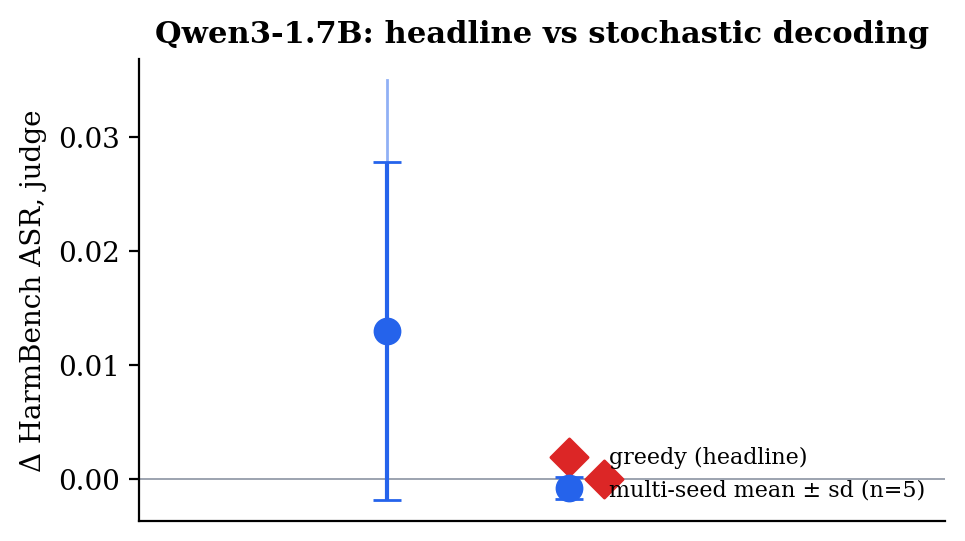 Qwen3-1.7B: headline vs stochastic decoding
Δ HarmBench ASR, judge
0.03
0.02
0.01
0.00
greedy (headline)
multi-seed mean ± sd (n=5)